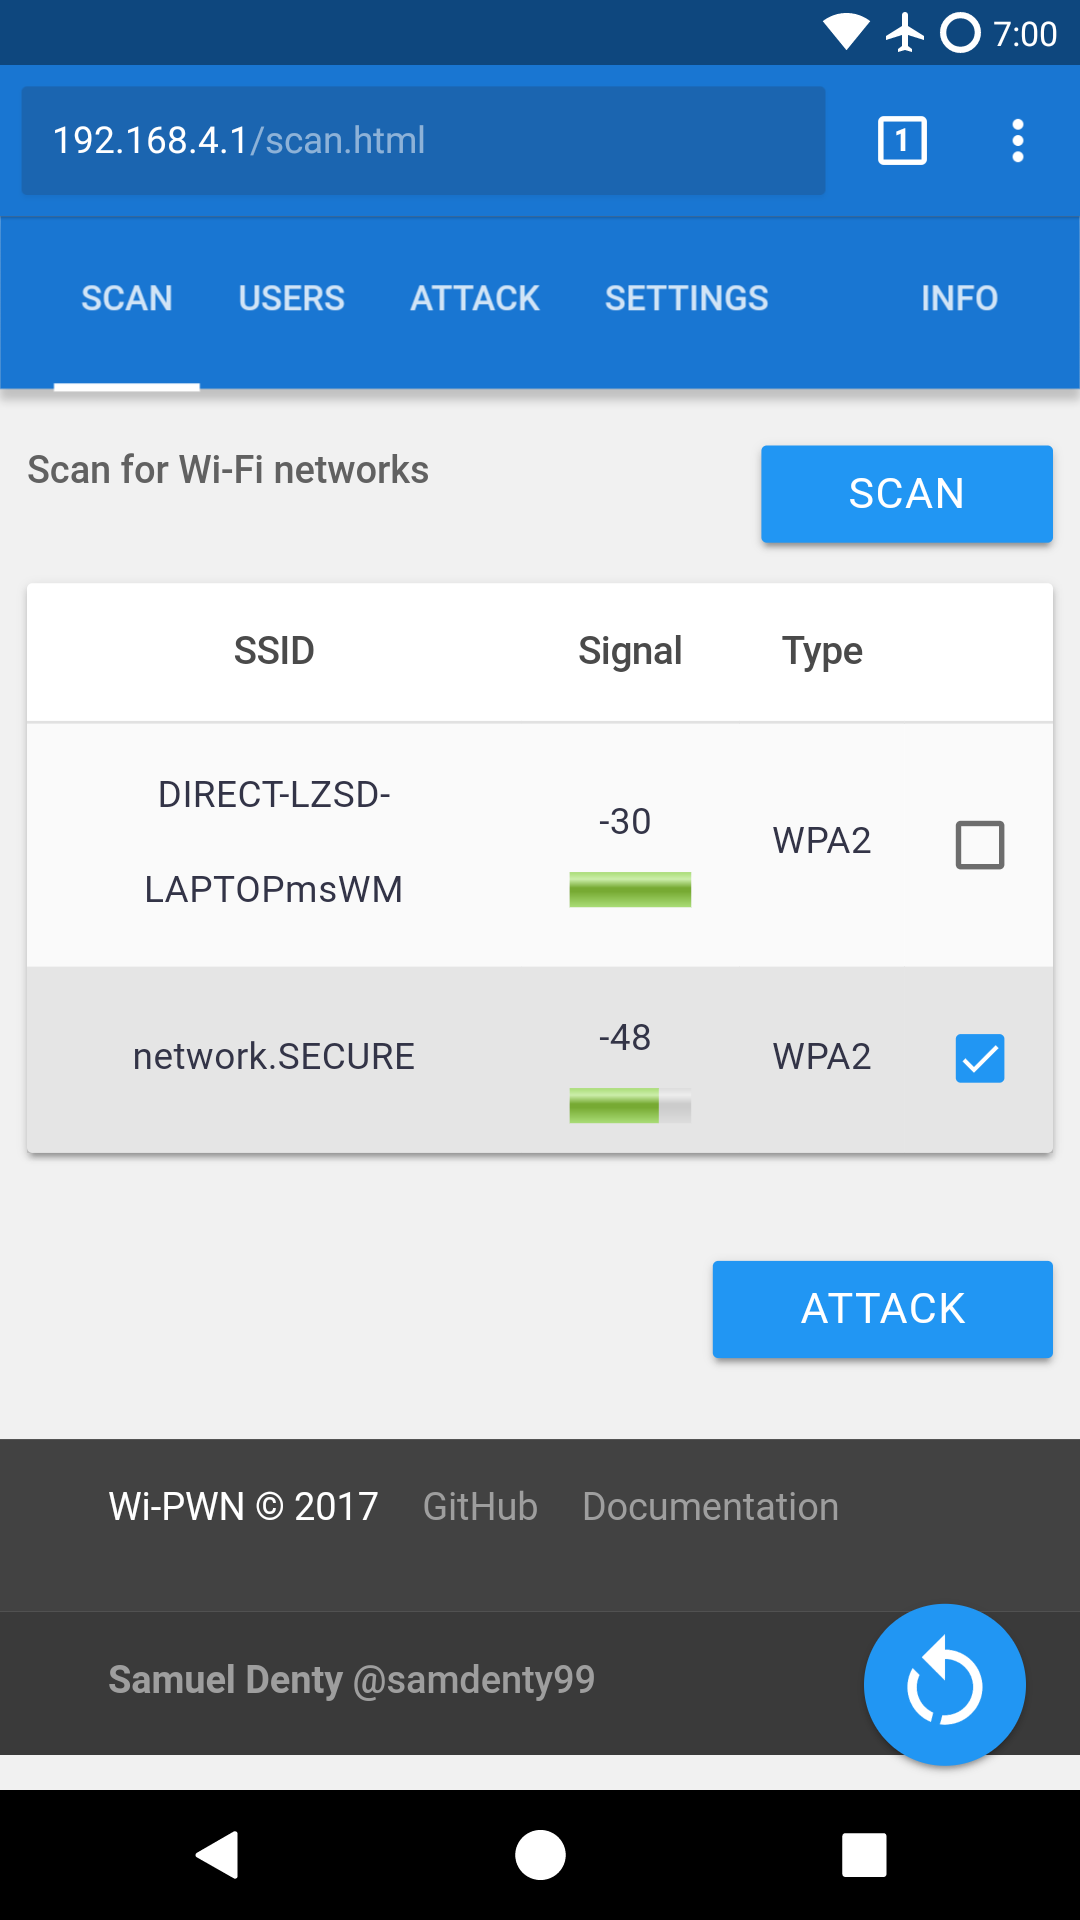 7:00
192.168.4.1/scan.html
1
SCAN USERS ATTACK SETTINGS INFO
Scan for Wi-Fi networks
SCAN
SSID Signal Type
DIRECT-LZSD-
LAPTOPmsWM
-30
WPA2
network.SECURE
-48
WPA2
ATTACK
Wi-PWN © 2017 GitHub Documentation
Samuel Denty @samdenty99